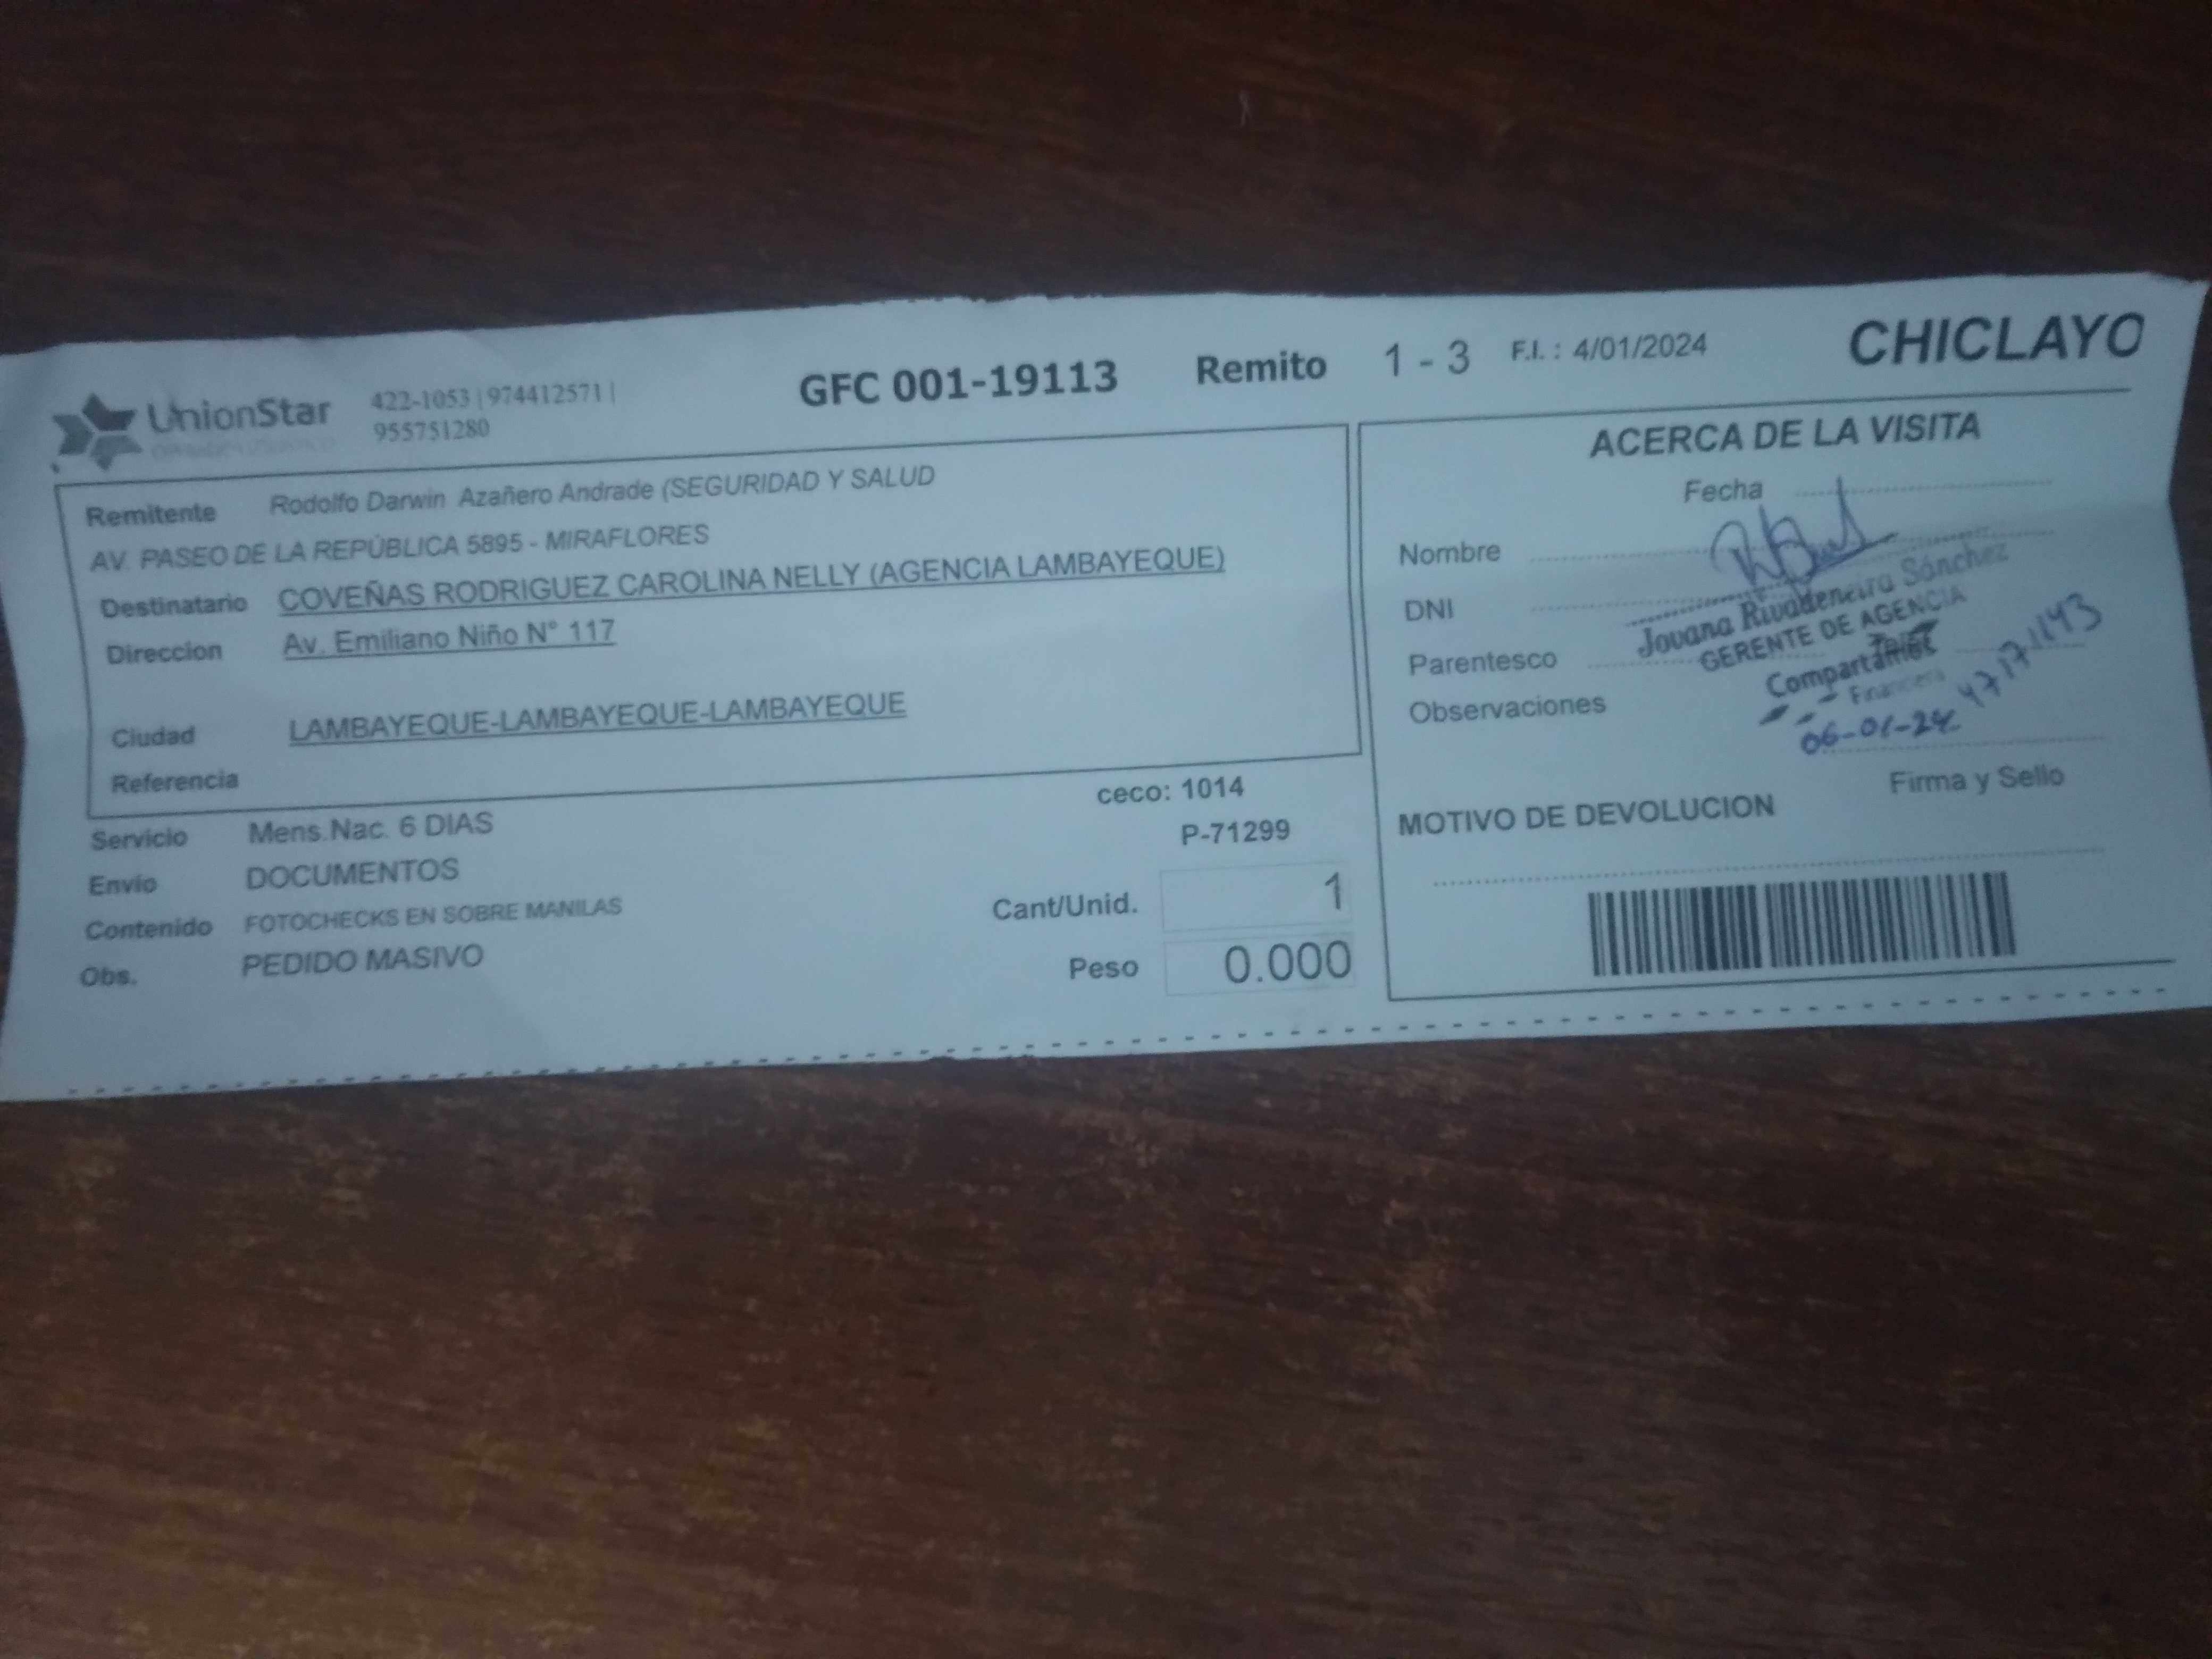 UnionStar
422-1053 | 974412571 |
955751280
GFC 001-19113 Remito 1 - 3 F.I. : 4/01/2024 CHICLAYO
Remitente Rodolfo Darwin Azañero Andrade (SEGURIDAD Y SALUD
AV. PASEO DE LA REPÚBLICA 5895 - MIRAFLORES
Destinatario COVEÑAS RODRIGUEZ CAROLINA NELLY (AGENCIA LAMBAYEQUE)
Direccion Av. Emiliano Niño N° 117
Ciudad LAMBAYEQUE-LAMBAYEQUE-LAMBAYEQUE
Referencia
Servicio Mens.Nac. 6 DIAS
ceco: 1014
Envio DOCUMENTOS
P-71299
Contenido FOTOCHECKS EN SOBRE MANILAS
Cant/Unid. 1
Obs. PEDIDO MASIVO
Peso 0.000
ACERCA DE LA VISITA
Fecha
Nombre
DNI
Parentesco
Observaciones
Jovana Rivadeneira Sánchez
GERENTE DE AGENCIA
Compartamos
Financiera
06-01-24
Firma y Sello
MOTIVO DE DEVOLUCION